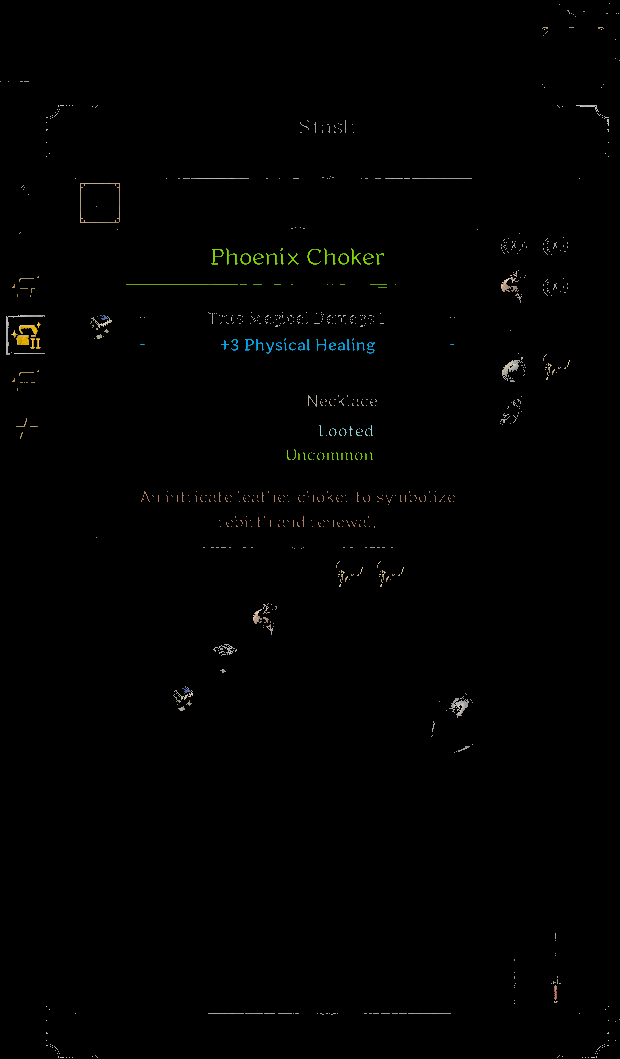 Stash
Phoenix Choker
True Magical Damage 1
+3 Physical Healing
Necklace
Looted
Uncommon
An intricate leather choker to symbolize
rebirth and renewal.
II